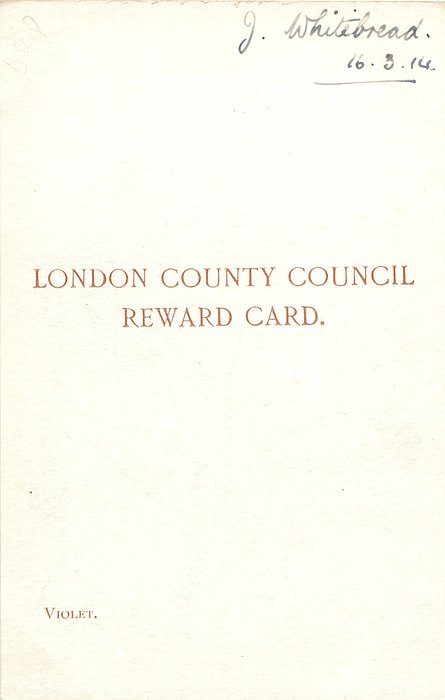 J. Whitebread.
16.3.14.
LONDON COUNTY COUNCIL
REWARD CARD.
VIOLET.